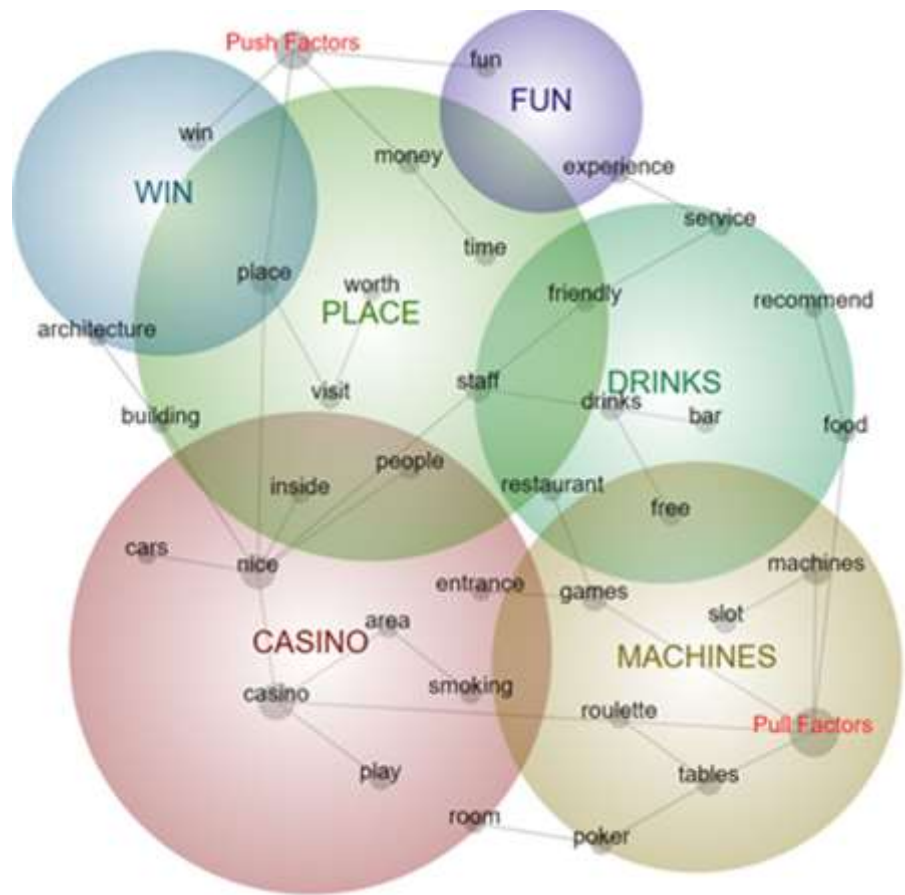 Push Factors
fun
FUN
win
money
experience
WIN
service
time
place
worth
friendly
recommend
PLACE
architecture
staff
DRINKS
visit
drinks
building
bar
food
people
inside
restaurant
free
cars
nice
machines
entrance
games
slot
area
CASINO
MACHINES
casino
smoking
roulette
Pull Factors
play
tables
room
poker